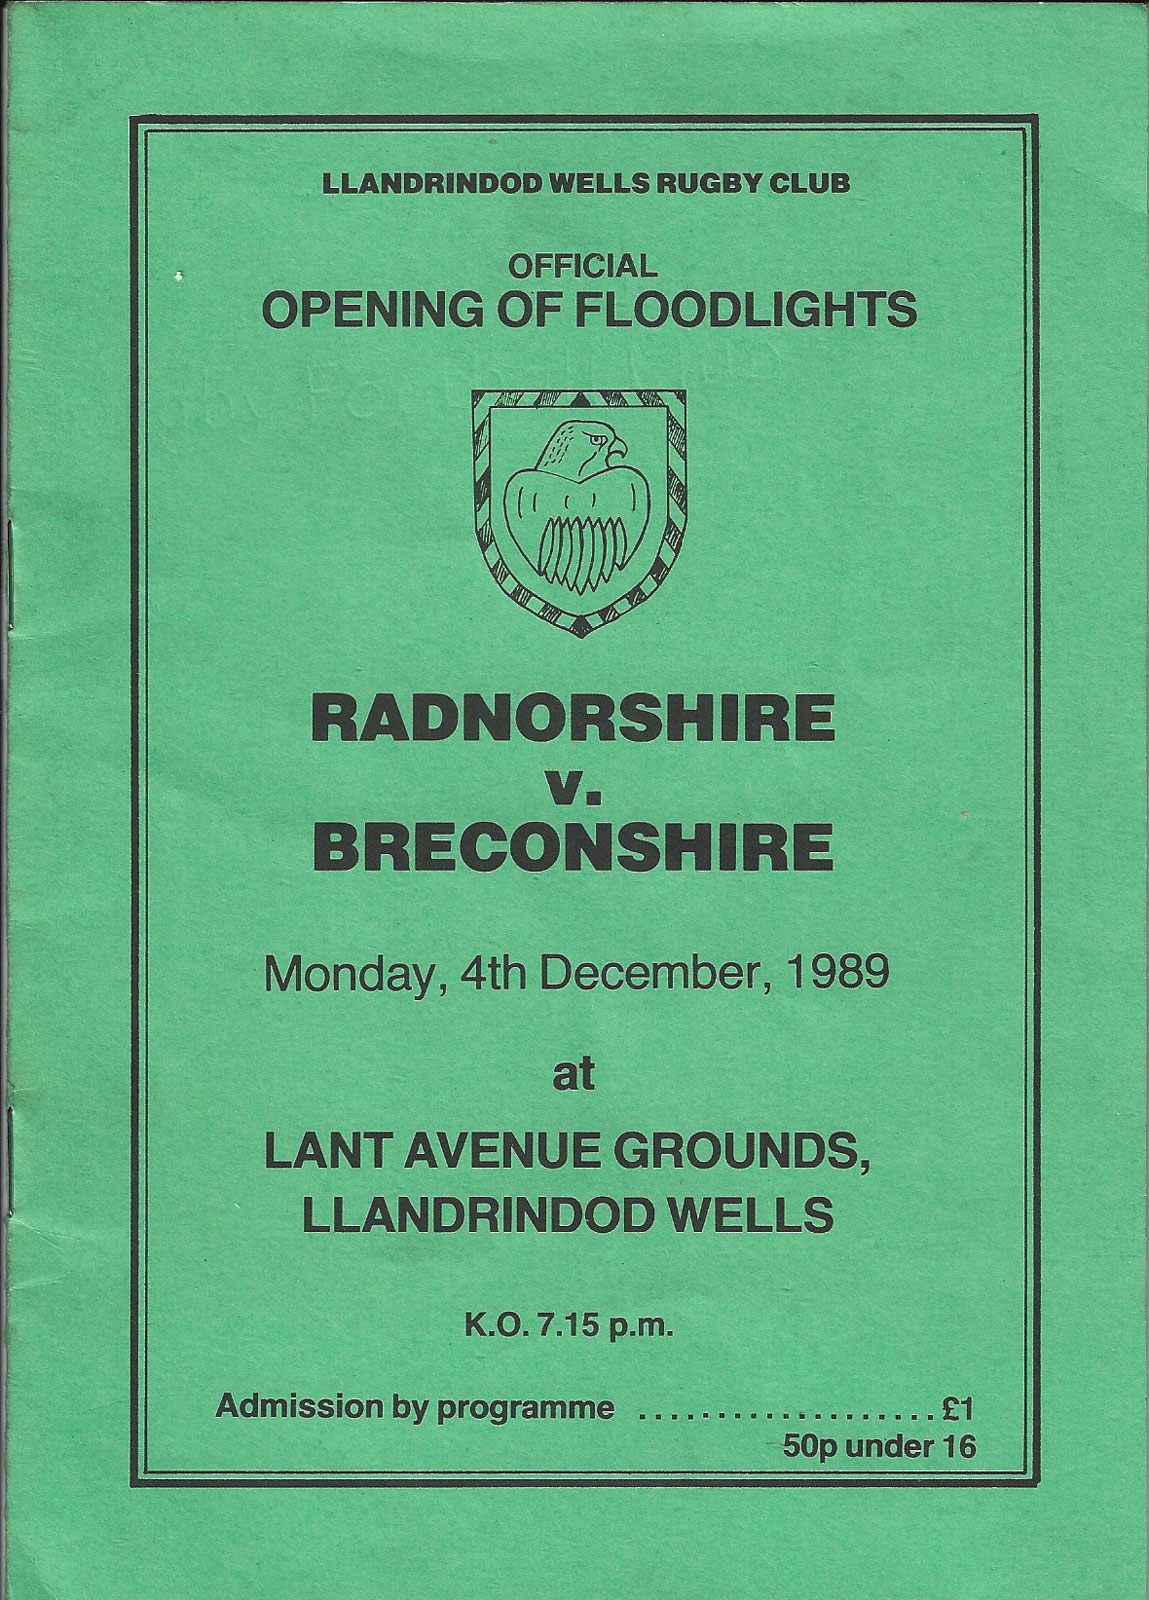 LLANDRINDOD WELLS RUGBY CLUB
OFFICIAL
OPENING OF FLOODLIGHTS
RADNORSHIRE
v.
BRECONSHIRE
Monday, 4th December, 1989
at
LANT AVENUE GROUNDS,
LLANDRINDOD WELLS
K.O. 7.15 p.m.
Admission by programme ................... £1
50p under 16